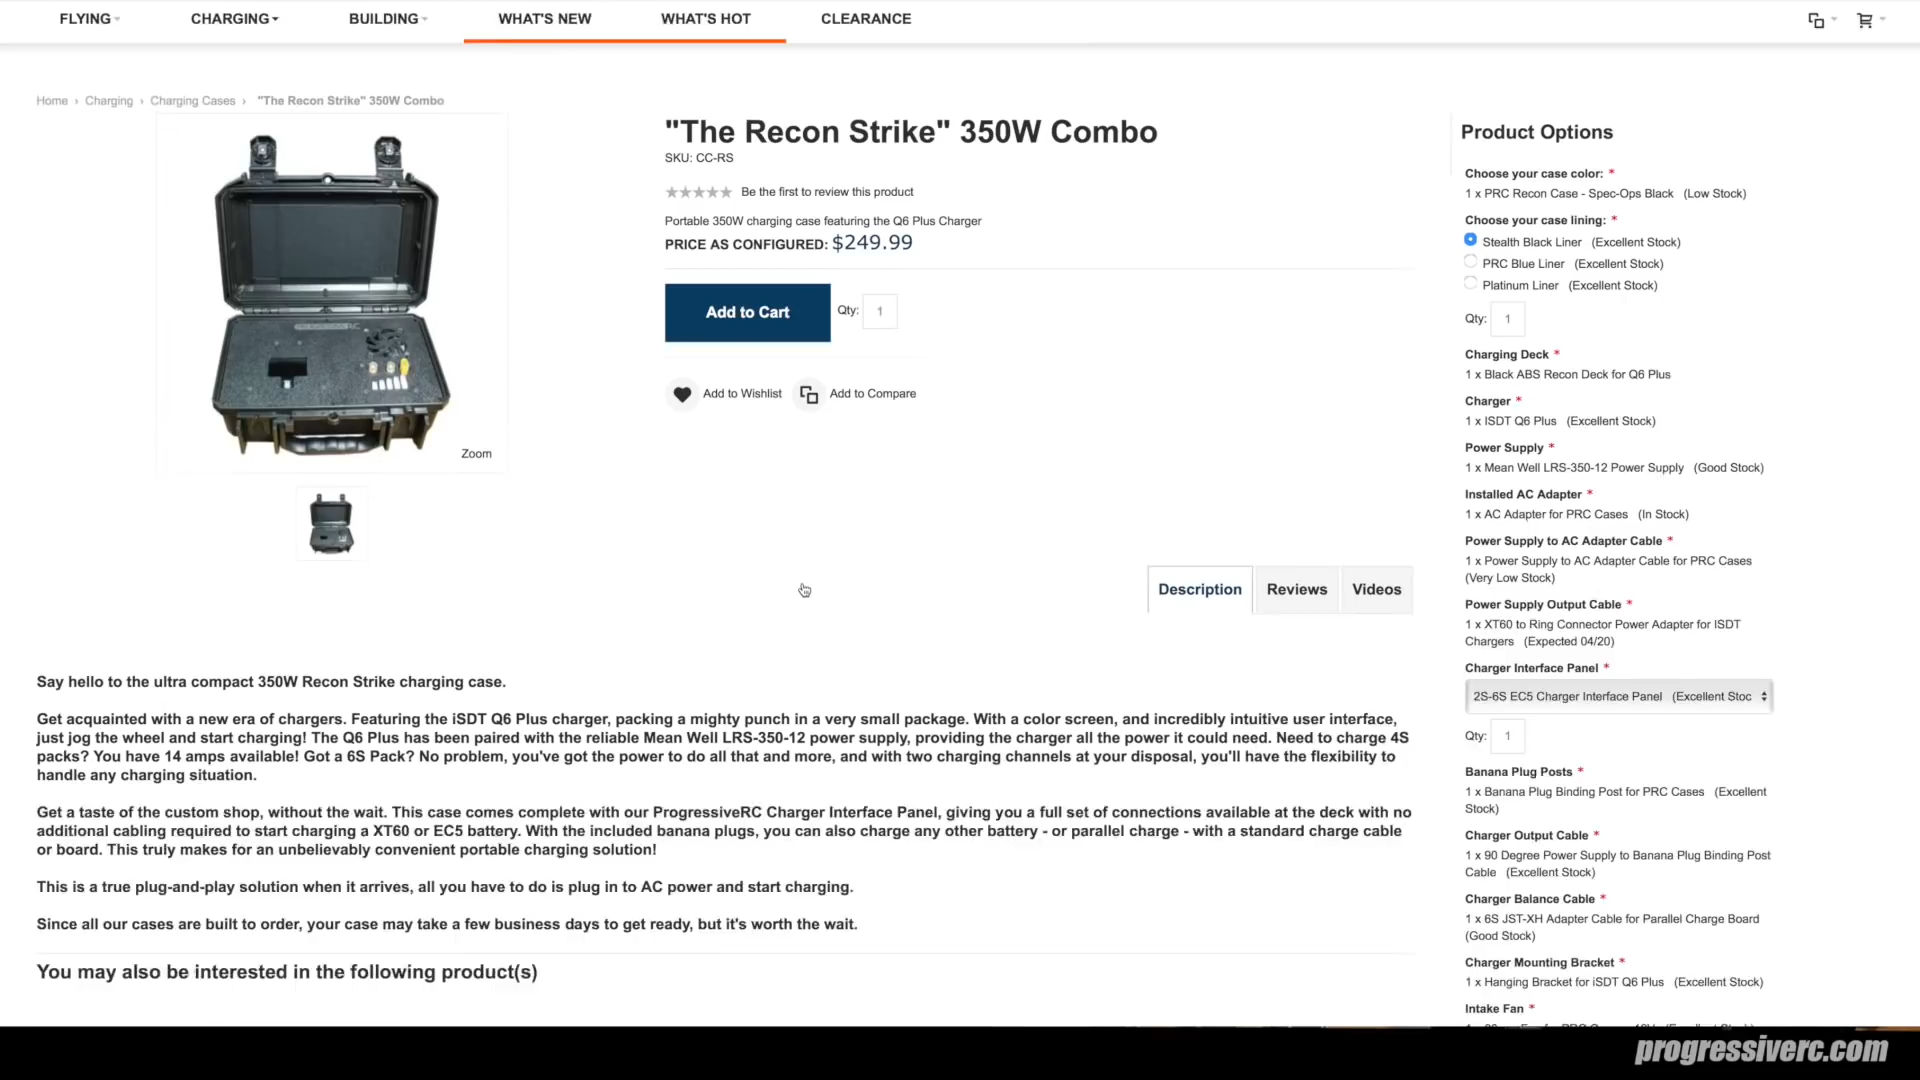 FLYING
CHARGING
BUILDING
WHAT'S NEW
WHAT'S HOT
CLEARANCE
Home › Charging › Charging Cases › "The Recon Strike" 350W Combo
Zoom
"The Recon Strike" 350W Combo
SKU: CC-RS
Be the first to review this product
Portable 350W charging case featuring the Q6 Plus Charger
PRICE AS CONFIGURED: $249.99
Add to Cart
Qty: 1
Add to Wishlist
Add to Compare
Description
Reviews
Videos
Say hello to the ultra compact 350W Recon Strike charging case.
Get acquainted with a new era of chargers. Featuring the iSDT Q6 Plus charger, packing a mighty punch in a very small package. With a color screen, and incredibly intuitive user interface,
just jog the wheel and start charging! The Q6 Plus has been paired with the reliable Mean Well LRS-350-12 power supply, providing the charger all the power it could need. Need to charge 4S
packs? You have 14 amps available! Got a 6S Pack? No problem, you've got the power to do all that and more, and with two charging channels at your disposal, you'll have the flexibility to
handle any charging situation.
Get a taste of the custom shop, without the wait. This case comes complete with our ProgressiveRC Charger Interface Panel, giving you a full set of connections available at the deck with no
additional cabling required to start charging a XT60 or EC5 battery. With the included banana plugs, you can also charge any other battery - or parallel charge - with a standard charge cable
or board. This truly makes for an unbelievably convenient portable charging solution!
This is a true plug-and-play solution when it arrives, all you have to do is plug in to AC power and start charging.
Since all our cases are built to order, your case may take a few business days to get ready, but it's worth the wait.
You may also be interested in the following product(s)
Product Options
Choose your case color: *
1 x PRC Recon Case - Spec-Ops Black (Low Stock)
Choose your case lining: *
Stealth Black Liner (Excellent Stock)
PRC Blue Liner (Excellent Stock)
Platinum Liner (Excellent Stock)
Qty: 1
Charging Deck *
1 x Black ABS Recon Deck for Q6 Plus
Charger *
1 x ISDT Q6 Plus (Excellent Stock)
Power Supply *
1 x Mean Well LRS-350-12 Power Supply (Good Stock)
Installed AC Adapter *
1 x AC Adapter for PRC Cases (In Stock)
Power Supply to AC Adapter Cable *
1 x Power Supply to AC Adapter Cable for PRC Cases
(Very Low Stock)
Power Supply Output Cable *
1 x XT60 to Ring Connector Power Adapter for ISDT
Chargers (Expected 04/20)
Charger Interface Panel *
2S-6S EC5 Charger Interface Panel (Excellent Stoc
Qty: 1
Banana Plug Posts *
1 x Banana Plug Binding Post for PRC Cases (Excellent
Stock)
Charger Output Cable *
1 x 90 Degree Power Supply to Banana Plug Binding Post
Cable (Excellent Stock)
Charger Balance Cable *
1 x 6S JST-XH Adapter Cable for Parallel Charge Board
(Good Stock)
Charger Mounting Bracket *
1 x Hanging Bracket for iSDT Q6 Plus (Excellent Stock)
Intake Fan *
progressiverc.com